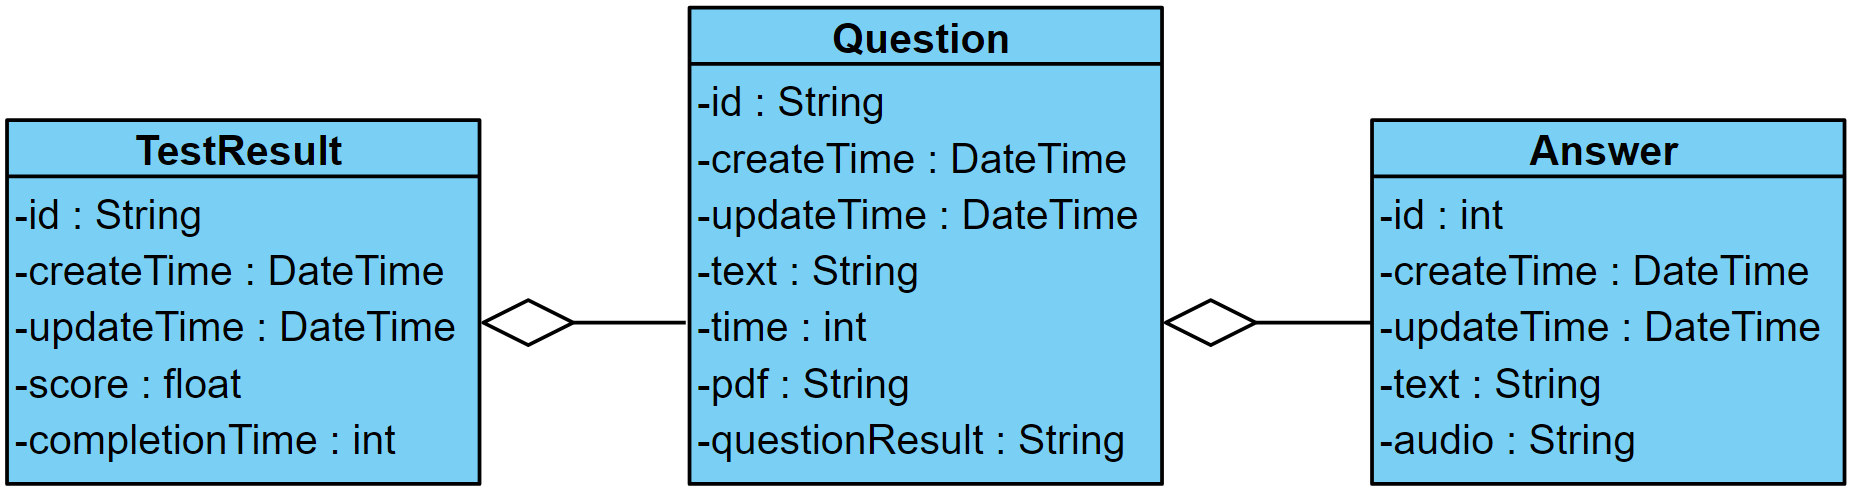 TestResult
-id : String
-createTime : DateTime
-updateTime : DateTime
-score : float
-completionTime : int
Question
-id : String
-createTime : DateTime
-updateTime : DateTime
-text : String
-time : int
-pdf : String
-questionResult : String
Answer
-id : int
-createTime : DateTime
-updateTime : DateTime
-text : String
-audio : String